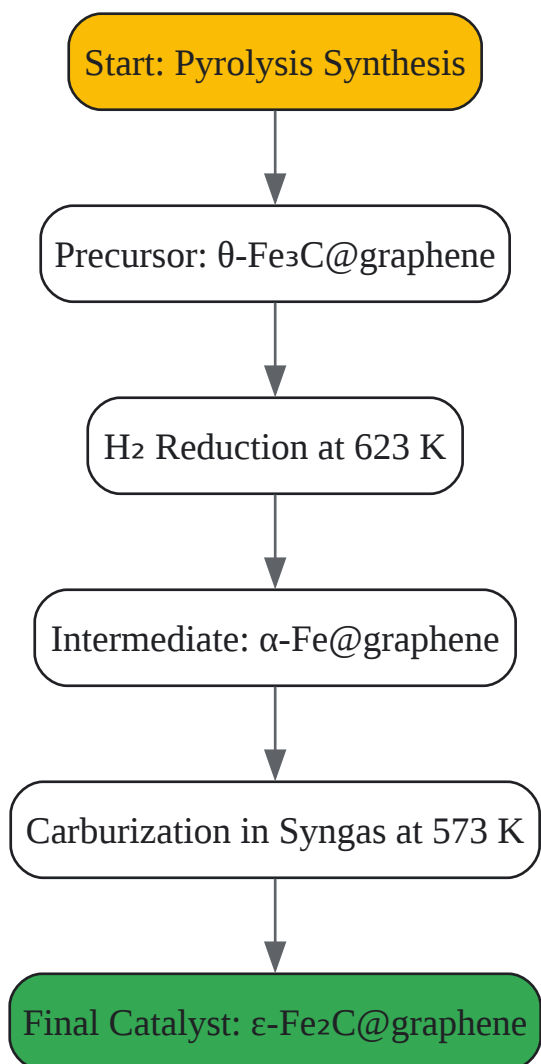 Start: Pyrolysis Synthesis
Precursor: θ-Fe₃C@graphene
H₂ Reduction at 623 K
Intermediate: α-Fe@graphene
Carburization in Syngas at 573 K
Final Catalyst: ε-Fe₂C@graphene